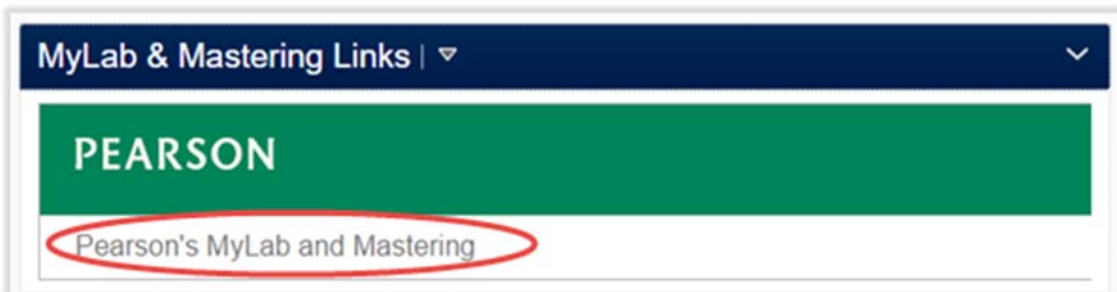 MyLab & Mastering Links |
PEARSON
Pearson's MyLab and Mastering